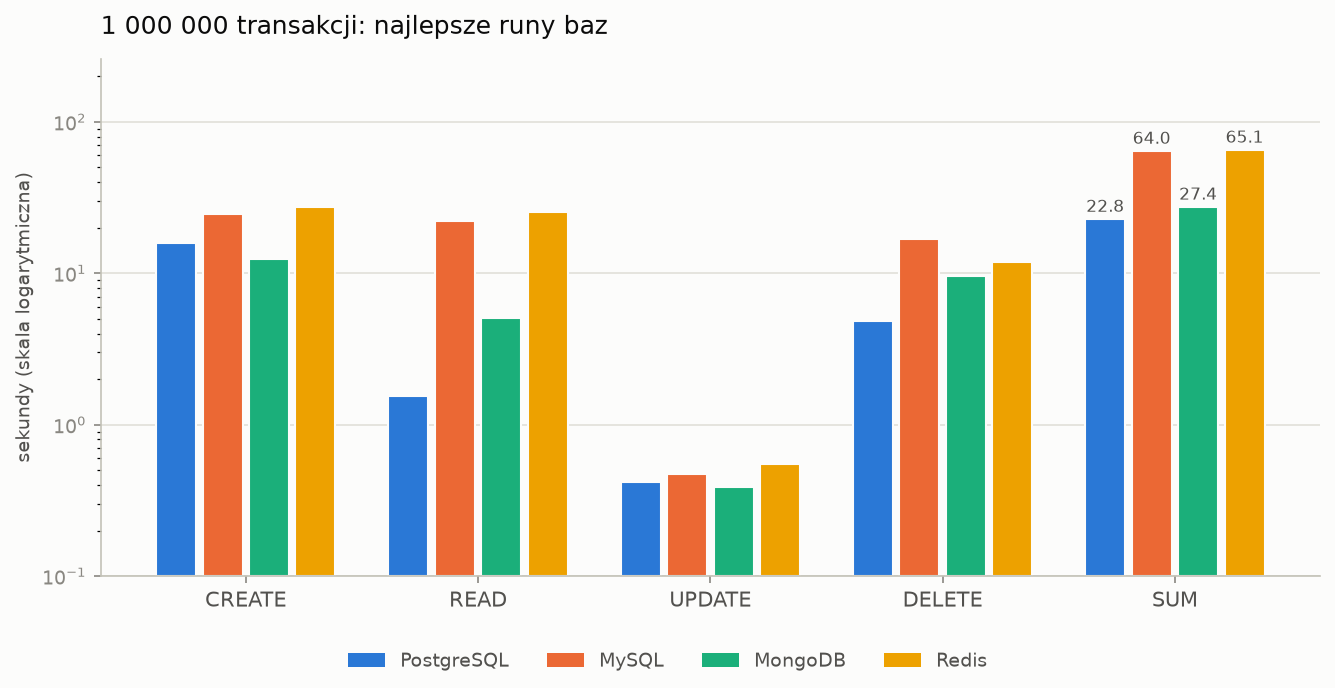 1 000 000 transakcji: najlepsze runy baz
sekundy (skala logarytmiczna)
10²
10¹
10⁰
10⁻¹
64.0
65.1
22.8
27.4
CREATE
READ
UPDATE
DELETE
SUM
PostgreSQL
MySQL
MongoDB
Redis